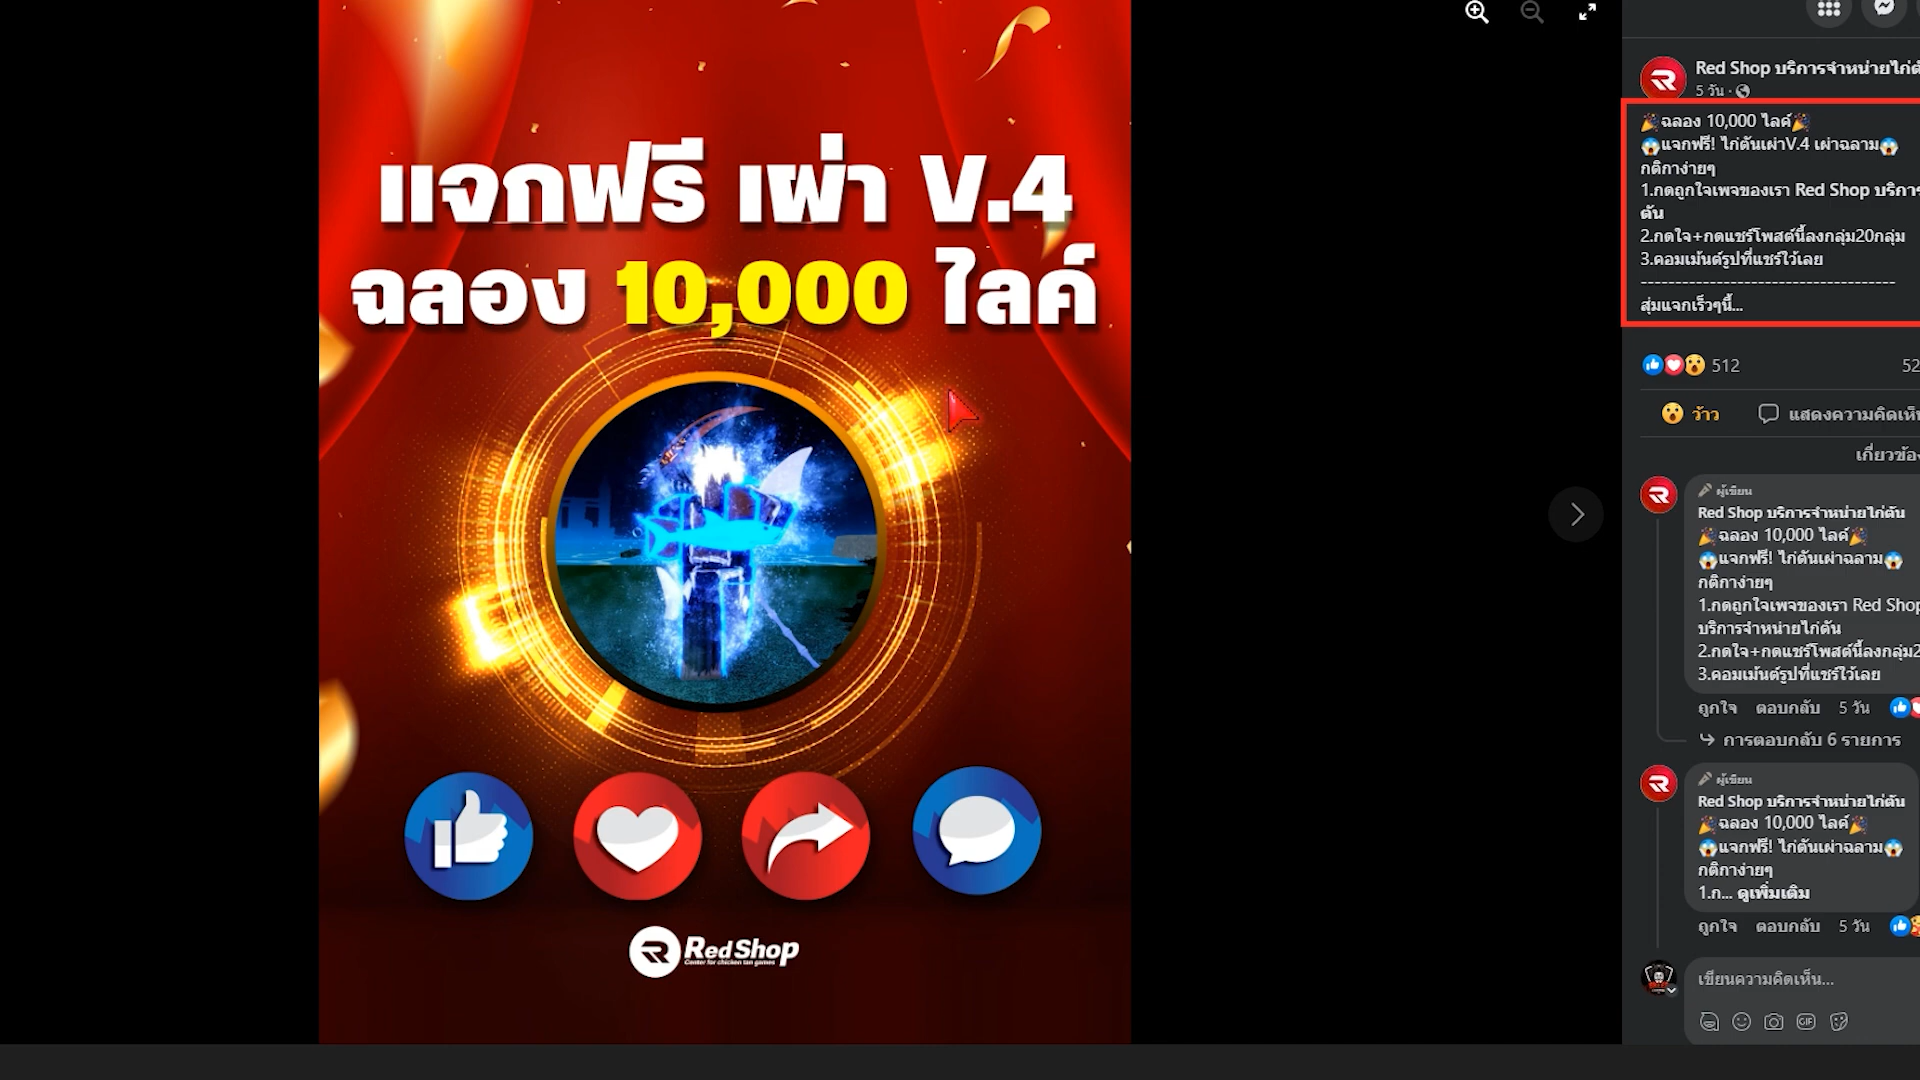 แจกฟรี เผ่า V.4
ฉลอง 10,000 ไลค์
RedShop
Center for chicken tan games
Red Shop บริการจำหน่ายไก่ตั
5 วัน ·
🎉ฉลอง 10,000 ไลค์🎉
😱แจกฟรี! ไก่ตันเผ่าV.4 เผ่าฉลาม😱
กติกาง่ายๆ
1.กดถูกใจเพจของเรา Red Shop บริการ
ตัน
2.กดใจ+กดแชร์โพสต์นี้ลงกลุ่ม20กลุ่ม
3.คอมเม้นต์รูปที่แชร์ไว้เลย
-------------------------------------
สุ่มแจกเร็วๆนี้...
512
52
ว้าว
แสดงความคิดเห็น
เกี่ยวข้อง
ผู้เขียน
Red Shop บริการจำหน่ายไก่ตัน
🎉ฉลอง 10,000 ไลค์🎉
😱แจกฟรี! ไก่ตันเผ่าฉลาม😱
กติกาง่ายๆ
1.กดถูกใจเพจของเรา Red Shop
บริการจำหน่ายไก่ตัน
2.กดใจ+กดแชร์โพสต์นี้ลงกลุ่ม2
3.คอมเม้นต์รูปที่แชร์ไว้เลย
ถูกใจ ตอบกลับ 5 วัน
การตอบกลับ 6 รายการ
ผู้เขียน
Red Shop บริการจำหน่ายไก่ตัน
🎉ฉลอง 10,000 ไลค์🎉
😱แจกฟรี! ไก่ตันเผ่าฉลาม😱
กติกาง่ายๆ
1.ก... ดูเพิ่มเติม
ถูกใจ ตอบกลับ 5 วัน
เขียนความคิดเห็น...
GIF